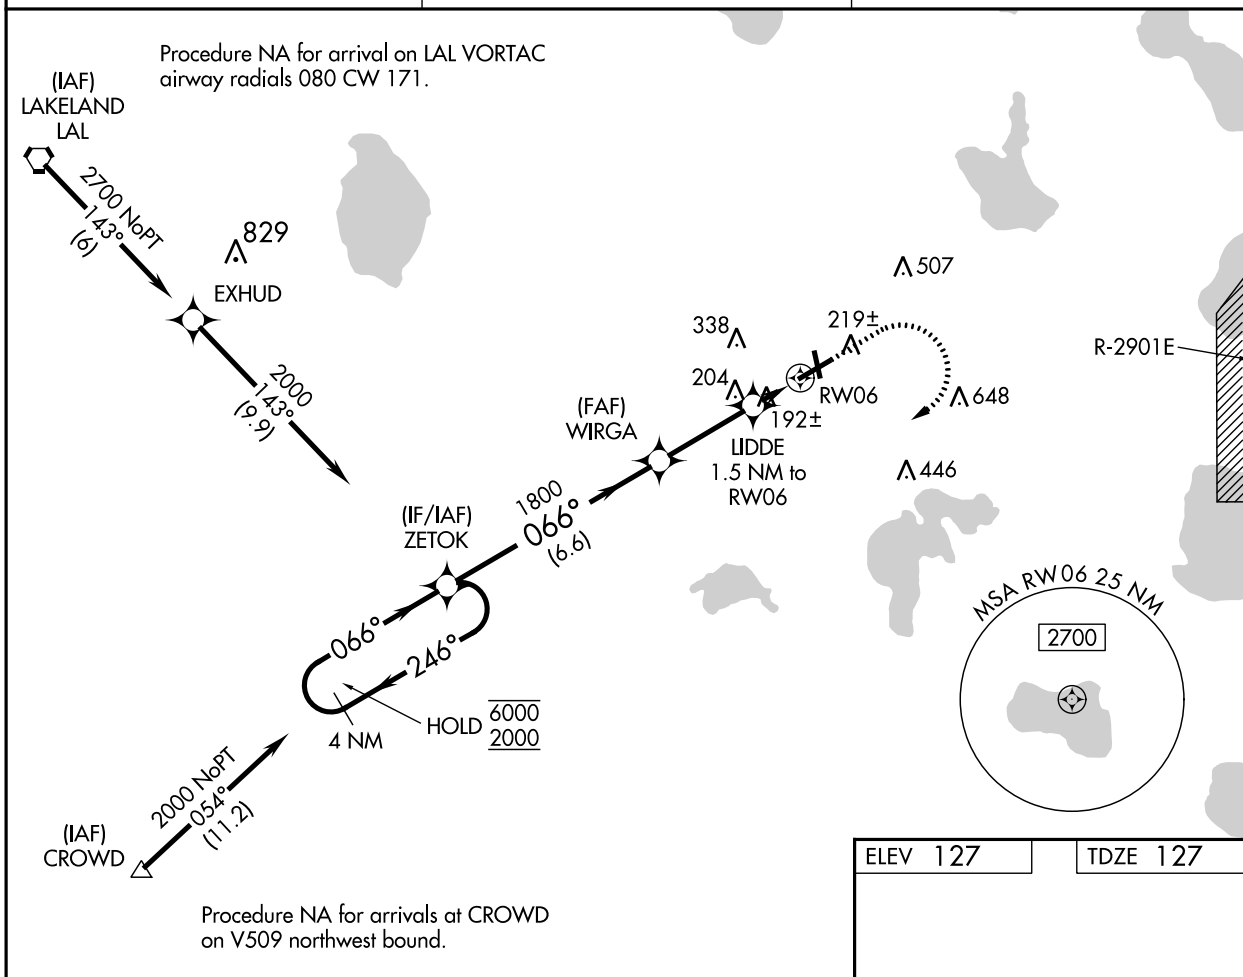 Procedure NA for arrival on LAL VORTAC
airway radials 080 CW 171.
(IAF)
LAKELAND
LAL
2700 NoPT
143°
(6)
829
EXHUD
2000
143°
(9.9)
507
338
219±
R-2901E
204
RW06
192±
648
(FAF)
WIRGA
LIDDE
1.5 NM to
RW06
446
1800
066°
(6.6)
(IF/IAF)
ZETOK
066°
246°
HOLD
6000
2000
4 NM
MSA RW06 25 NM
2700
2000 NoPT
054°
(11.2)
(IAF)
CROWD
ELEV 127
TDZE 127
Procedure NA for arrivals at CROWD
on V509 northwest bound.